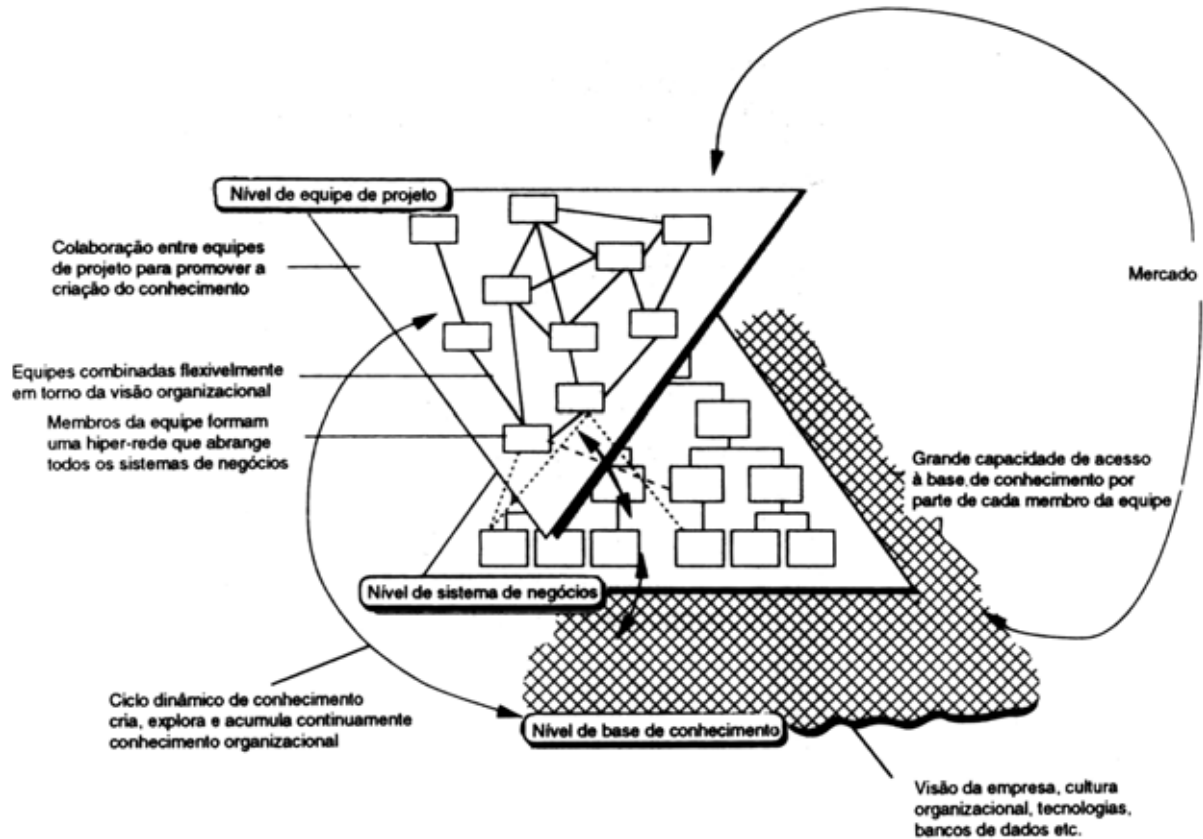 Nível de equipe de projeto
Colaboração entre equipes
de projeto para promover a
criação do conhecimento
Mercado
Equipes combinadas flexivelmente
em torno da visão organizacional
Membros da equipe formam
uma hiper-rede que abrange
todos os sistemas de negócios
Grande capacidade de acesso
à base de conhecimento por
parte de cada membro da equipe
Nível de sistema de negócios
Ciclo dinâmico de conhecimento
cria, explora e acumula continuamente
conhecimento organizacional
Nível de base de conhecimento
Visão da empresa, cultura
organizacional, tecnologias,
bancos de dados etc.